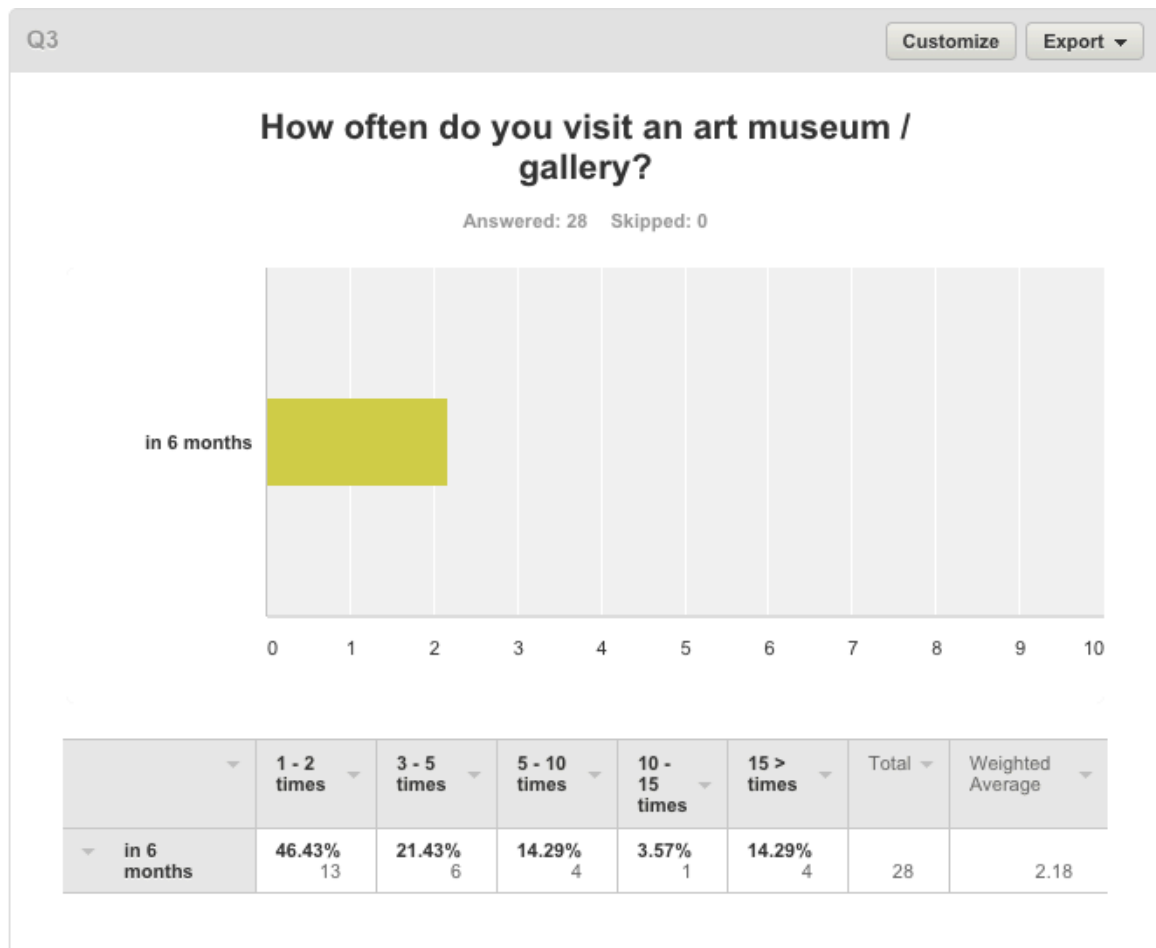 Q3
Customize
Export
How often do you visit an art museum /
gallery?
Answered: 28 Skipped: 0
in 6 months
0 1 2 3 4 5 6 7 8 9 10
1 - 2
times
3 - 5
times
5 - 10
times
10 -
15
times
15 >
times
Total
Weighted
Average
in 6
months
46.43%
13
21.43%
6
14.29%
4
3.57%
1
14.29%
4
28
2.18